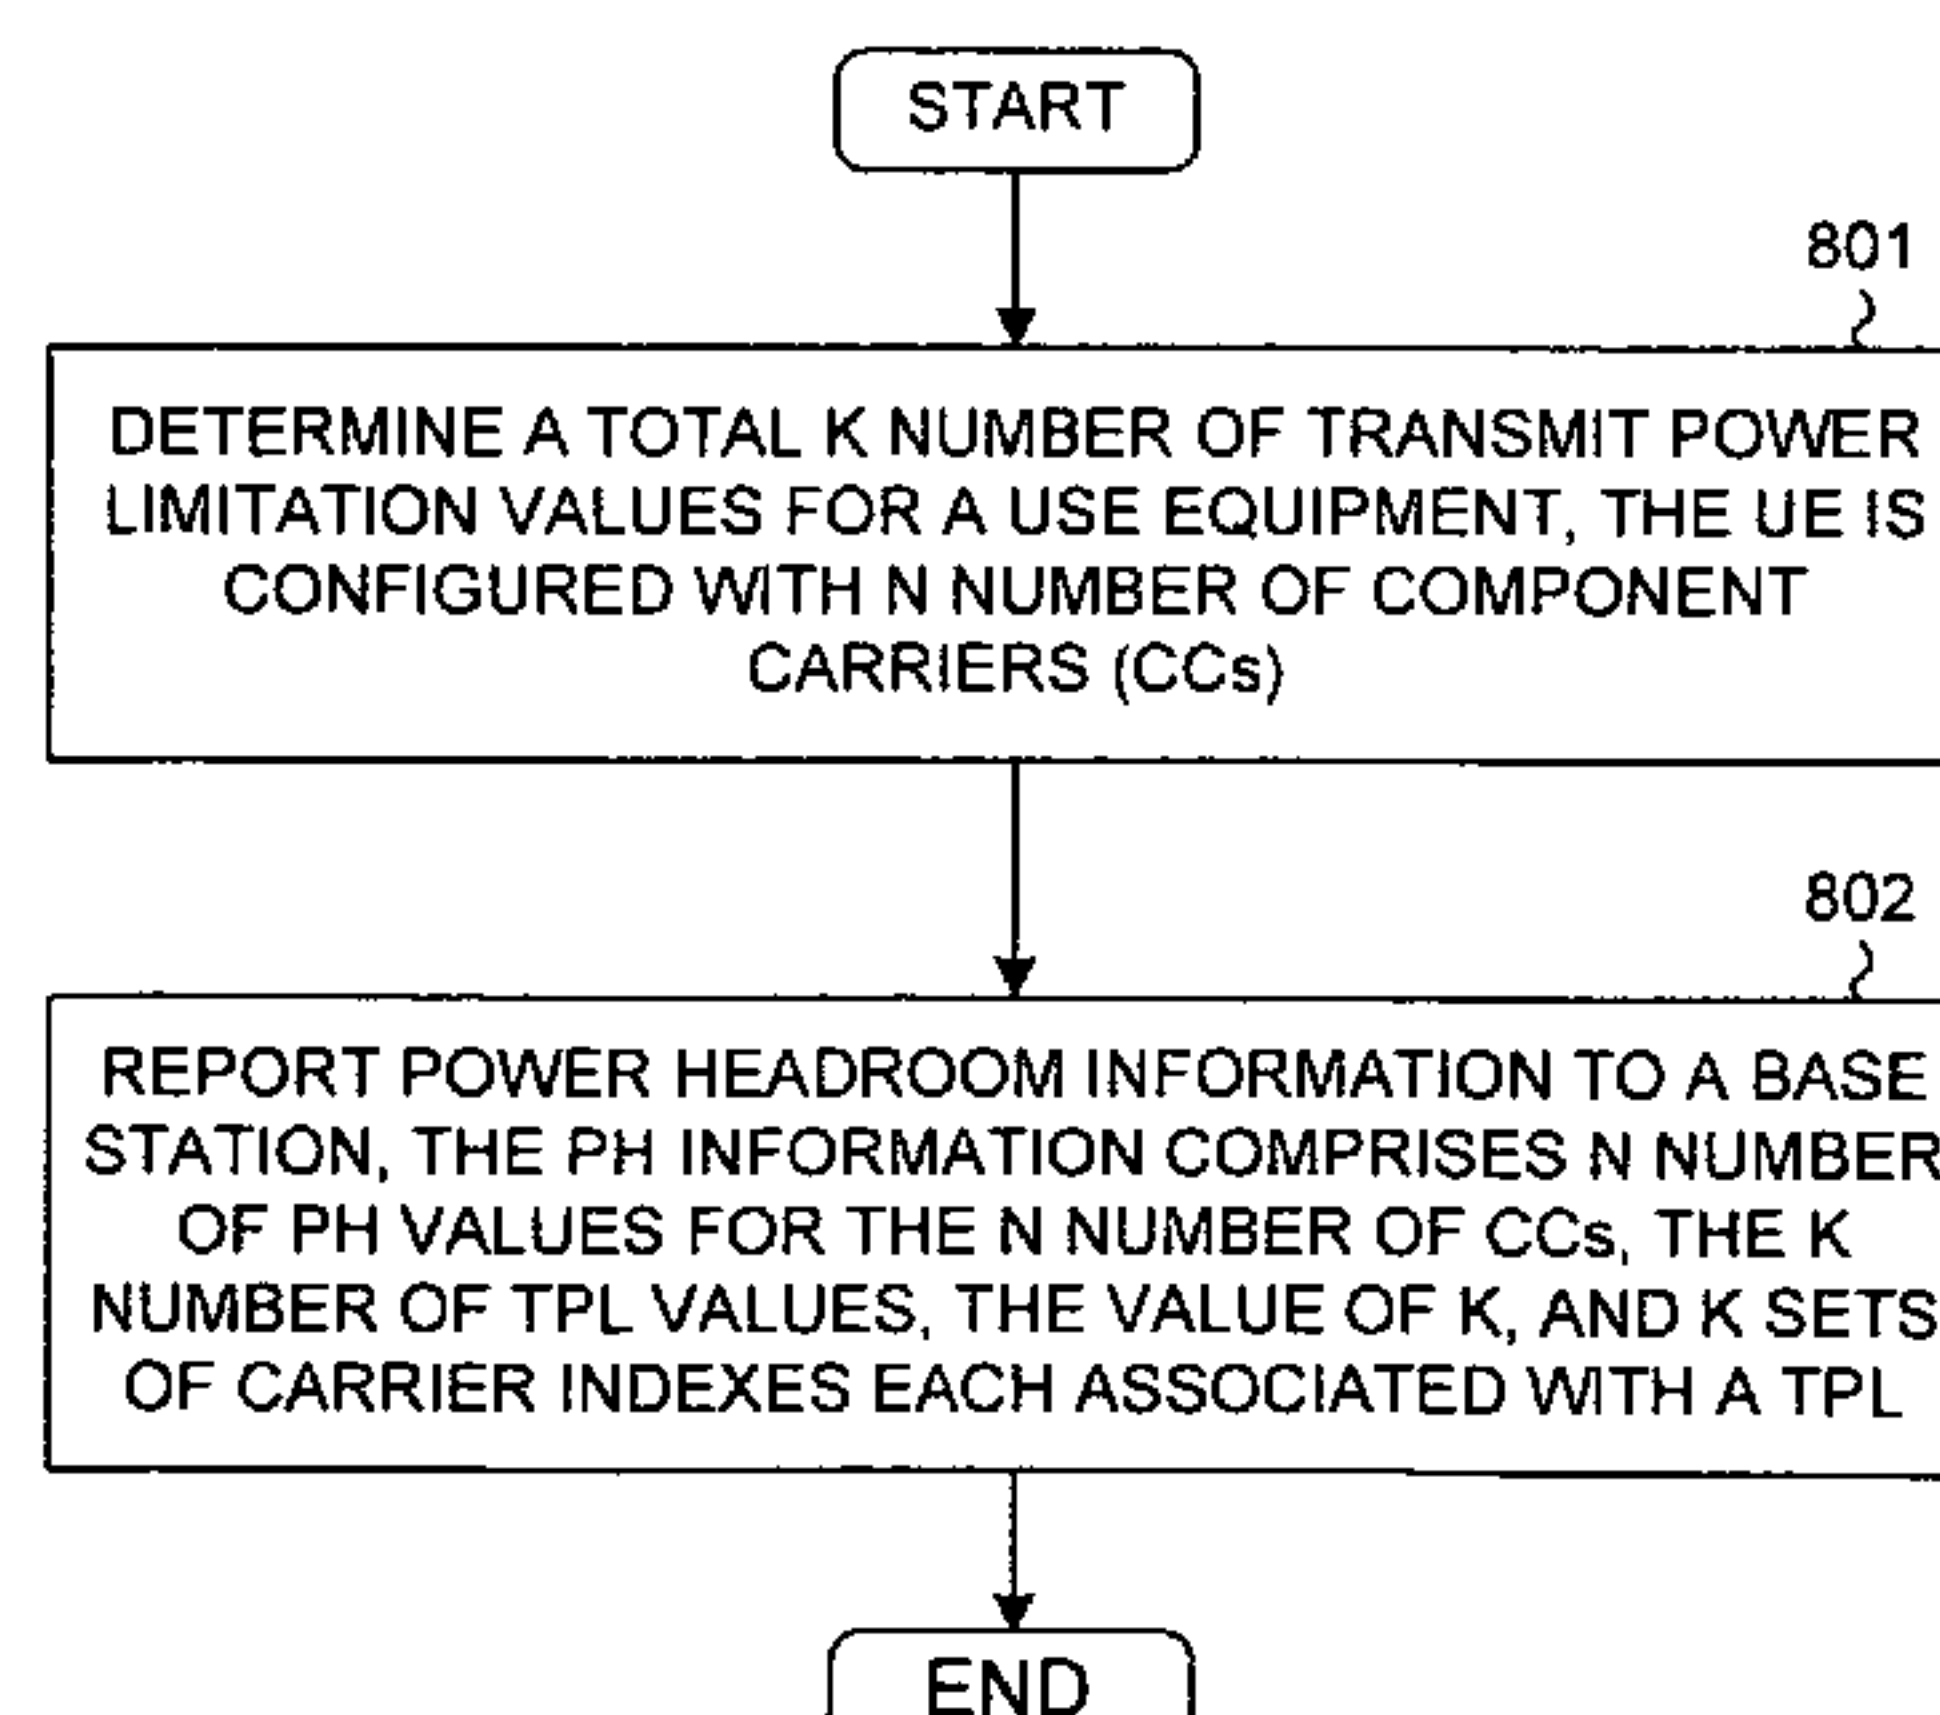 START
801
DETERMINE A TOTAL K NUMBER OF TRANSMIT POWER
LIMITATION VALUES FOR A USE EQUIPMENT, THE UE IS
CONFIGURED WITH N NUMBER OF COMPONENT
CARRIERS (CCs)
802
REPORT POWER HEADROOM INFORMATION TO A BASE
STATION, THE PH INFORMATION COMPRISES N NUMBER
OF PH VALUES FOR THE N NUMBER OF CCs, THE K
NUMBER OF TPL VALUES, THE VALUE OF K, AND K SETS
OF CARRIER INDEXES EACH ASSOCIATED WITH A TPL
END